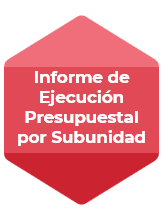 Informe de
Ejecución
Presupuestal
por Subunidad